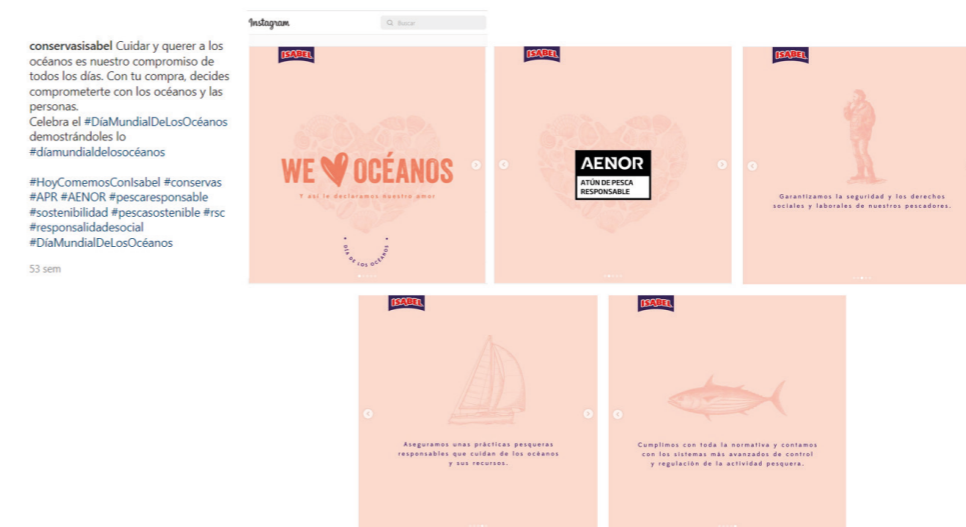 Instagram
Buscar
conservasisabel Cuidar y querer a los
océanos es nuestro compromiso de
todos los días. Con tu compra, decides
comprometerte con los océanos y las
personas.
Celebra el #DíaMundialDeLosOcéanos
demostrándoles lo
#díamundialdelosocéanos
#HoyComemosConIsabel #conservas
#APR #AENOR #pescaresponsable
#sostenibilidad #pescasostenible #rsc
#responsalidadesocial
#DíaMundialDeLosOcéanos
53 sem
ISABEL
WE OCÉANOS
Y así le declaramos nuestro amor
DÍA DE LOS OCÉANOS
ISABEL
AENOR
ATÚN DE PESCA
RESPONSABLE
ISABEL
Garantizamos la seguridad y los derechos
sociales y laborales de nuestros pescadores.
ISABEL
Aseguramos unas prácticas pesqueras
responsables que cuidan de los océanos
y sus recursos.
ISABEL
Cumplimos con toda la normativa y contamos
con los sistemas más avanzados de control
y regulación de la actividad pesquera.